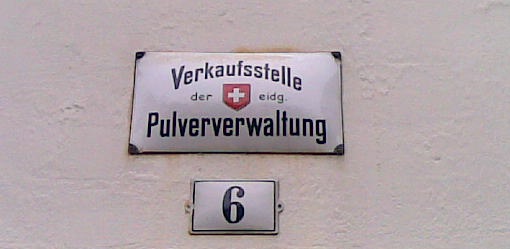 Verkaufsstelle
der eidg.
Pulververwaltung
6